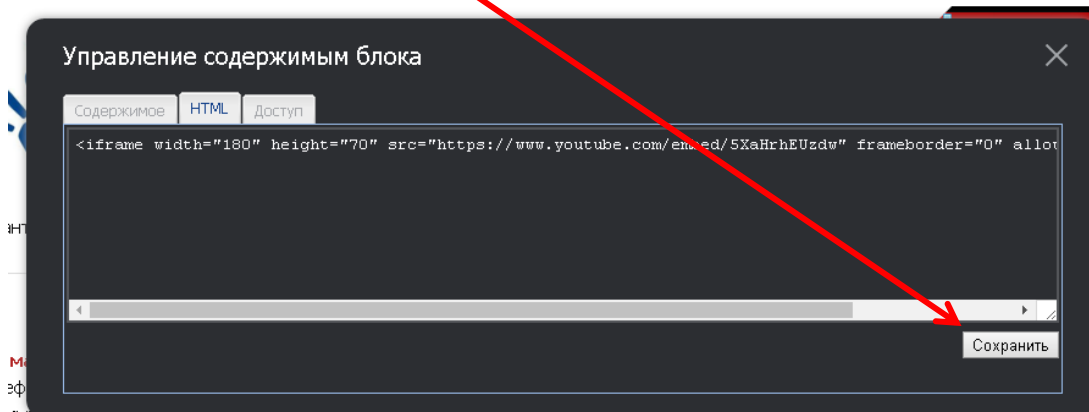 Управление содержимым блока
Содержимое HTML Доступ
<iframe width="180" height="70" src="https://www.youtube.com/embed/5XaHrhEUzdw" frameborder="0" allow
Сохранить